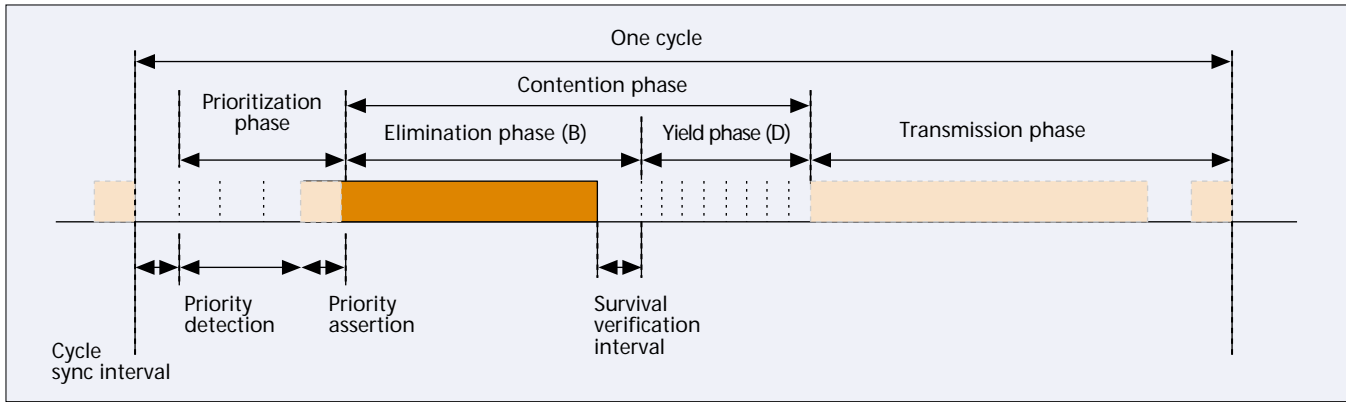 One cycle
Prioritization
phase
Contention phase
Elimination phase (B)
Yield phase (D)
Transmission phase
Priority
detection
Priority
assertion
Survival
verification
interval
Cycle
sync interval